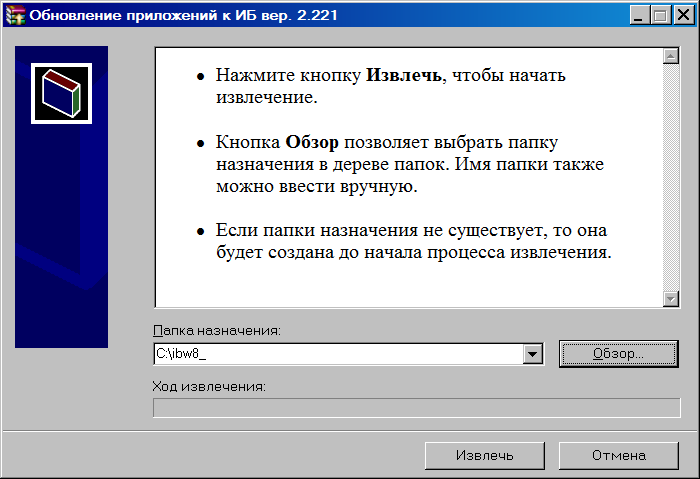 Обновление приложений к ИБ вер. 2.221
• Нажмите кнопку Извлечь, чтобы начать
извлечение.
• Кнопка Обзор позволяет выбрать папку
назначения в дереве папок. Имя папки также
можно ввести вручную.
• Если папки назначения не существует, то она
будет создана до начала процесса извлечения.
Папка назначения:
C:\ibw8_
Обзор...
Ход извлечения:
Извлечь
Отмена